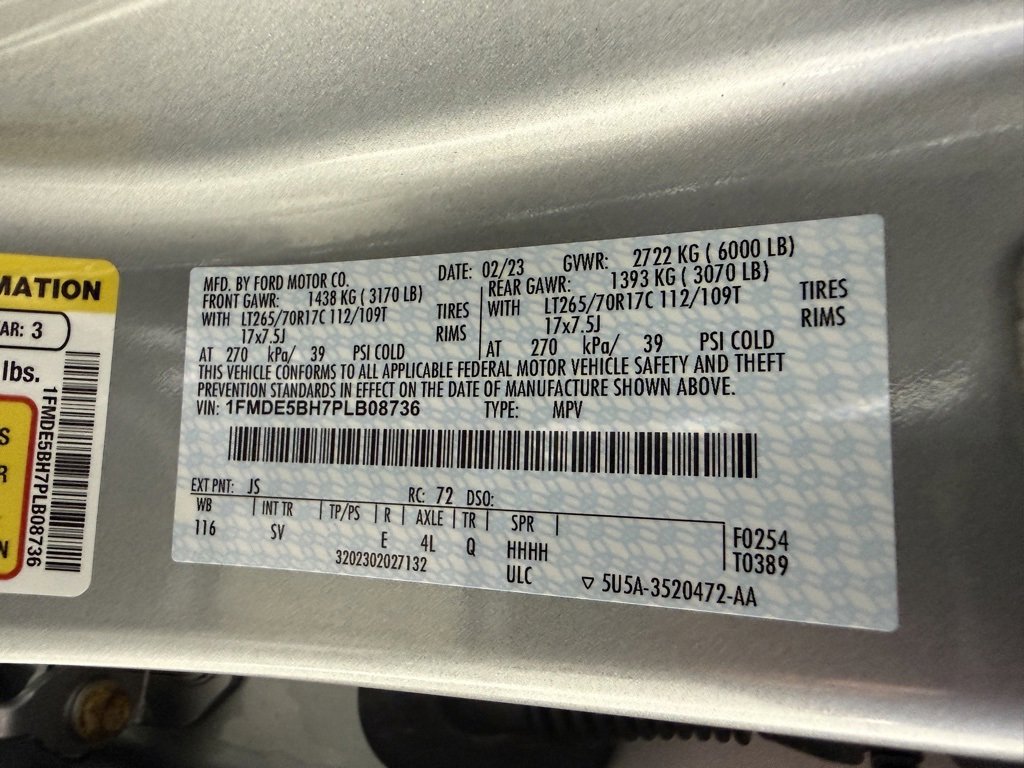 MATION
AR: 3
lbs.
1FMDE5BH7PLB08736
S
R
N
MFD. BY FORD MOTOR CO. DATE: 02/23 GVWR: 2722 KG ( 6000 LB)
FRONT GAWR: 1438 KG ( 3170 LB) REAR GAWR: 1393 KG ( 3070 LB)
WITH LT265/70R17C 112/109T TIRES WITH LT265/70R17C 112/109T TIRES
17x7.5J RIMS 17x7.5J RIMS
AT 270 kPa/ 39 PSI COLD AT 270 kPa/ 39 PSI COLD
THIS VEHICLE CONFORMS TO ALL APPLICABLE FEDERAL MOTOR VEHICLE SAFETY AND THEFT
PREVENTION STANDARDS IN EFFECT ON THE DATE OF MANUFACTURE SHOWN ABOVE.
VIN: 1FMDE5BH7PLB08736 TYPE: MPV
EXT PNT: JS RC: 72 DSO:
WB INT TR TP/PS R AXLE TR SPR
116 SV E 4L Q HHHH F0254
3202302027132 ULC T0389
▽ 5U5A-3520472-AA